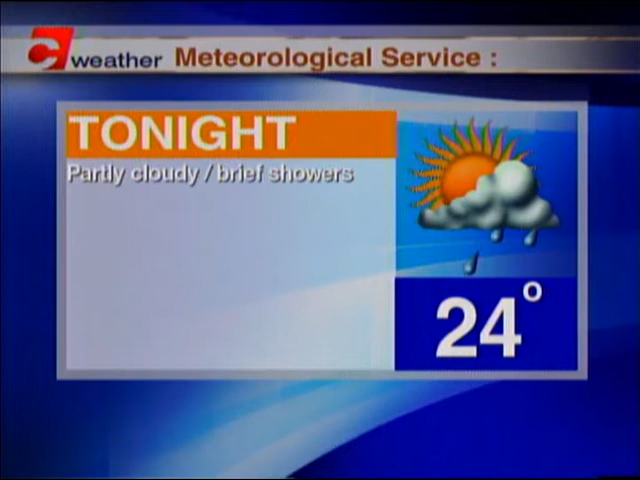 c weather Meteorological Service :
TONIGHT
Partly cloudy / brief showers
24°